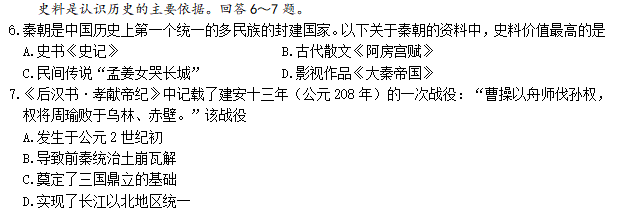 史料是认识历史的主要依据。回答6～7题。
6.秦朝是中国历史上第一个统一的多民族的封建国家。以下关于秦朝的资料中，史料价值最高的是
A.史书《史记》 B.古代散文《阿房宫赋》
C.民间传说“孟姜女哭长城” D.影视作品《大秦帝国》
7.《后汉书·孝献帝纪》中记载了建安十三年（公元208年）的一次战役：“曹操以舟师伐孙权，
权将周瑜败于乌林、赤壁。”该战役
A.发生于公元2世纪初
B.导致前秦统治土崩瓦解
C.奠定了三国鼎立的基础
D.实现了长江以北地区统一